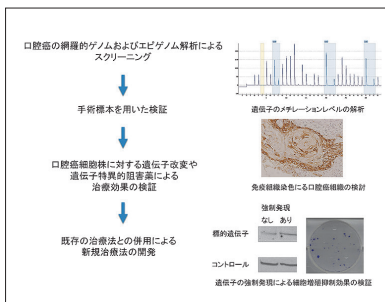 口腔癌の網羅的ゲノムおよびエピゲノム解析による
スクリーニング
手術標本を用いた検証
口腔癌細胞株に対する遺伝子改変や
遺伝子特異的阻害薬による
治療効果の検証
既存の治療法との併用による
新規治療法の開発
遺伝子のメチレーションレベルの解析
免疫組織染色にる口腔癌組織の検討
強制発現
なし あり
標的遺伝子
コントロール
遺伝子の強制発現による細胞増殖抑制効果の検証